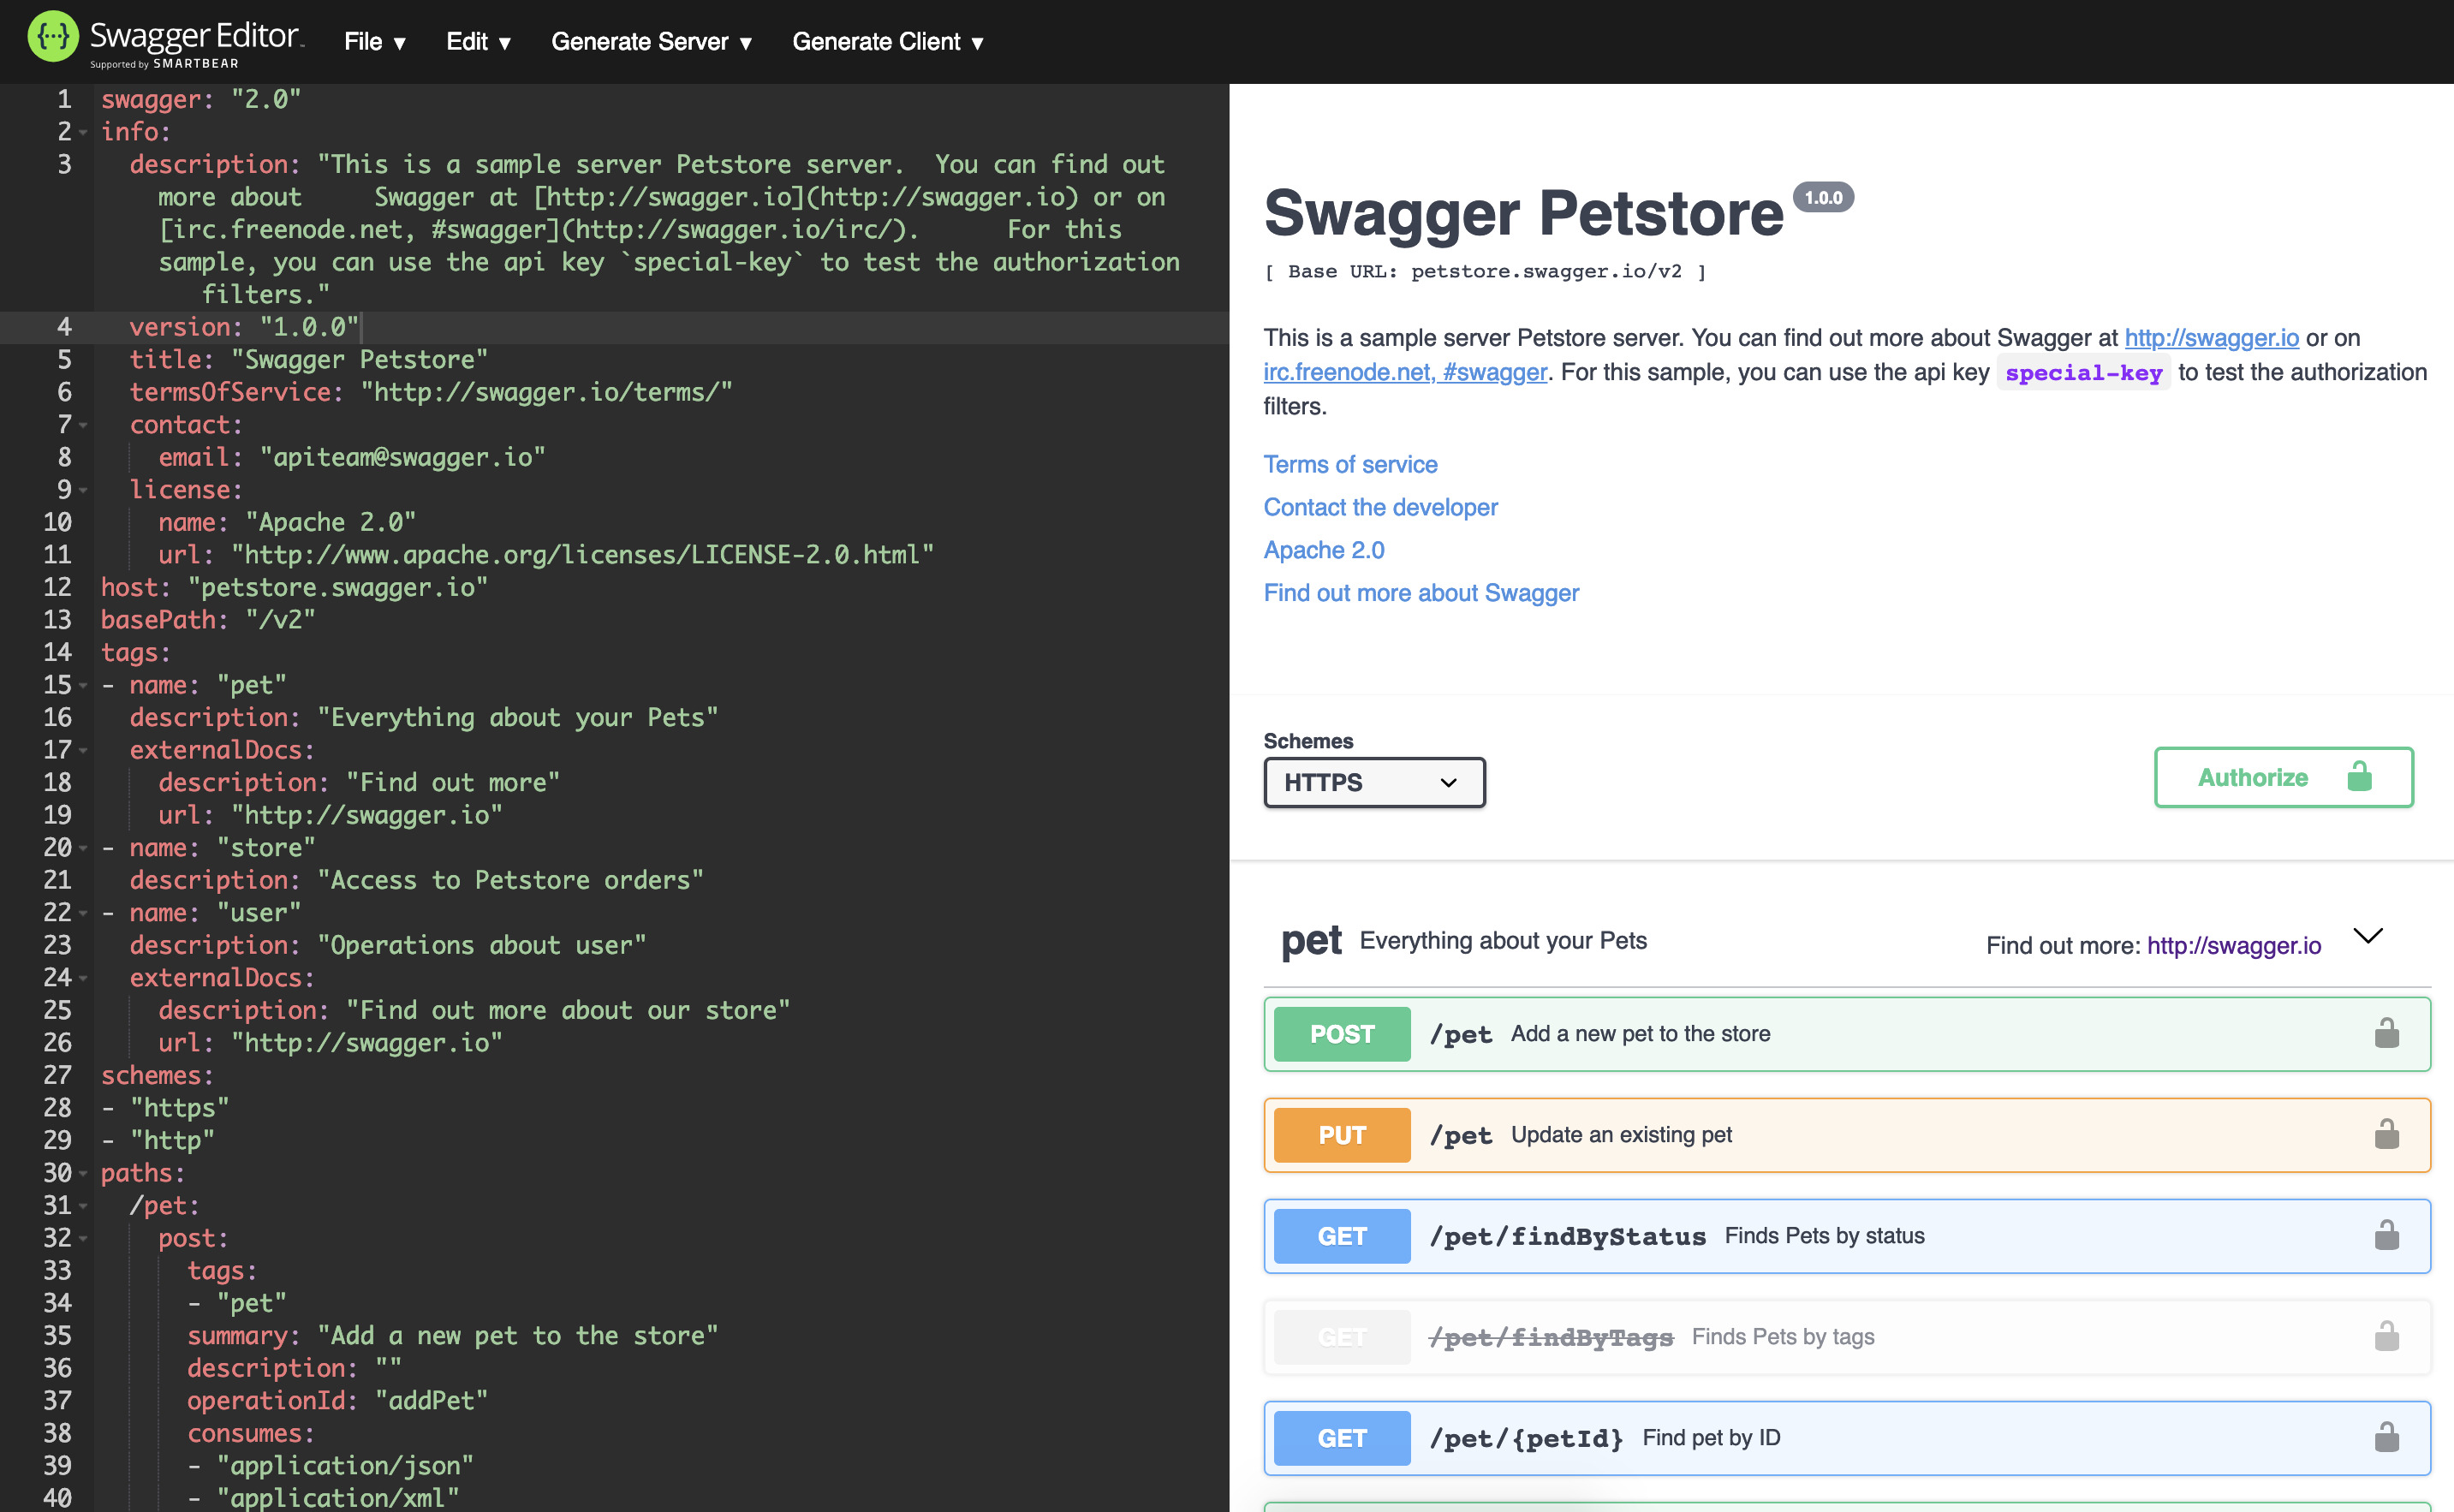 Swagger Editor
Supported by SMARTBEAR
File ▼ Edit ▼ Generate Server ▼ Generate Client ▼
1 swagger: "2.0"
2 info:
3 description: "This is a sample server Petstore server.  You can find out
more about     Swagger at [http://swagger.io](http://swagger.io) or on
[irc.freenode.net, #swagger](http://swagger.io/irc/).      For this
sample, you can use the api key `special-key` to test the authorization
filters."
4 version: "1.0.0"
5 title: "Swagger Petstore"
6 termsOfService: "http://swagger.io/terms/"
7 contact:
8 email: "apiteam@swagger.io"
9 license:
10 name: "Apache 2.0"
11 url: "http://www.apache.org/licenses/LICENSE-2.0.html"
12 host: "petstore.swagger.io"
13 basePath: "/v2"
14 tags:
15 - name: "pet"
16 description: "Everything about your Pets"
17 externalDocs:
18 description: "Find out more"
19 url: "http://swagger.io"
20 - name: "store"
21 description: "Access to Petstore orders"
22 - name: "user"
23 description: "Operations about user"
24 externalDocs:
25 description: "Find out more about our store"
26 url: "http://swagger.io"
27 schemes:
28 - "https"
29 - "http"
30 paths:
31 /pet:
32 post:
33 tags:
34 - "pet"
35 summary: "Add a new pet to the store"
36 description: ""
37 operationId: "addPet"
38 consumes:
39 - "application/json"
40 - "application/xml"
Swagger Petstore 1.0.0
[ Base URL: petstore.swagger.io/v2 ]
This is a sample server Petstore server. You can find out more about Swagger at http://swagger.io or on
irc.freenode.net, #swagger. For this sample, you can use the api key special-key to test the authorization
filters.
Terms of service
Contact the developer
Apache 2.0
Find out more about Swagger
Schemes
HTTPS
Authorize
pet Everything about your Pets Find out more: http://swagger.io
POST /pet Add a new pet to the store
PUT /pet Update an existing pet
GET /pet/findByStatus Finds Pets by status
GET /pet/findByTags Finds Pets by tags
GET /pet/{petId} Find pet by ID